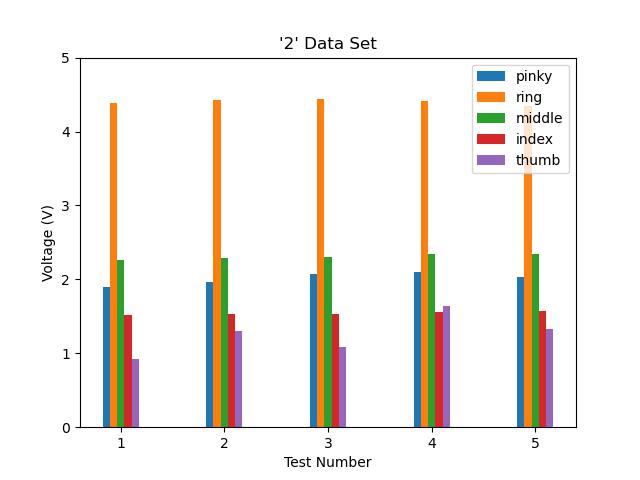 '2' Data Set
pinky
ring
middle
index
thumb
Voltage (V)
5
4
3
2
1
0
1 2 3 4 5
Test Number